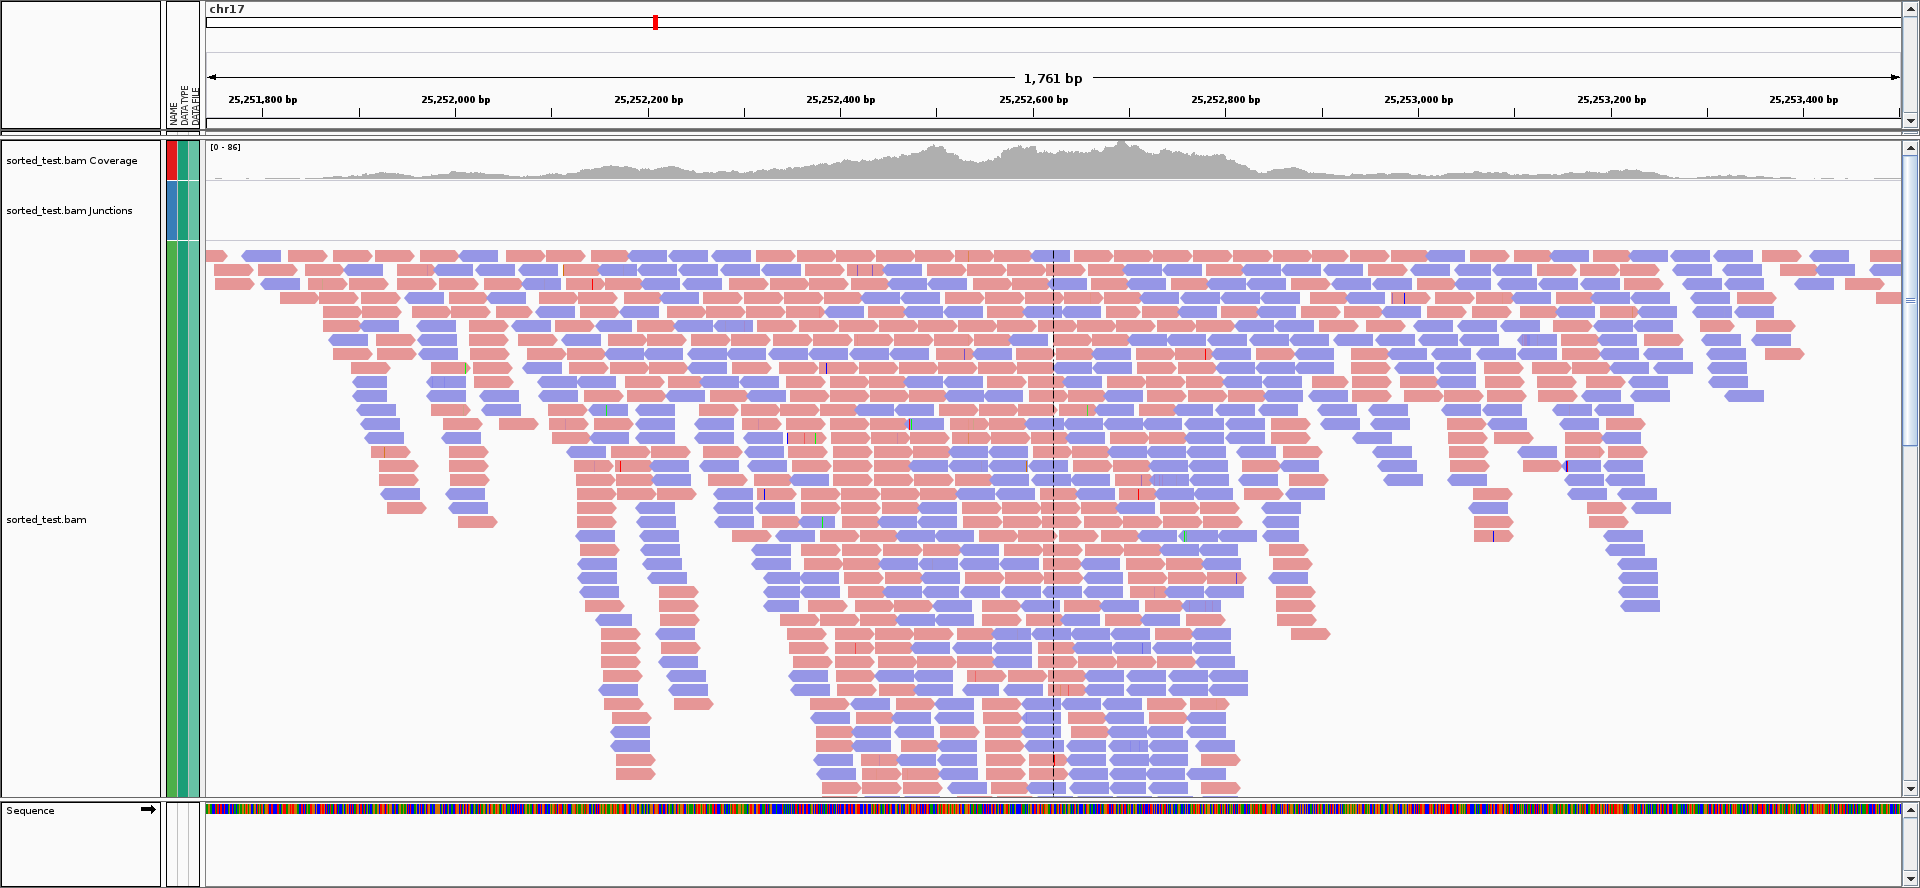 chr17
1,761 bp
25,251,800 bp 25,252,000 bp 25,252,200 bp 25,252,400 bp 25,252,600 bp 25,252,800 bp 25,253,000 bp 25,253,200 bp 25,253,400 bp
NAME
DATA TYPE
DATA FILE
[0 - 86]
sorted_test.bam Coverage
sorted_test.bam Junctions
sorted_test.bam
Sequence